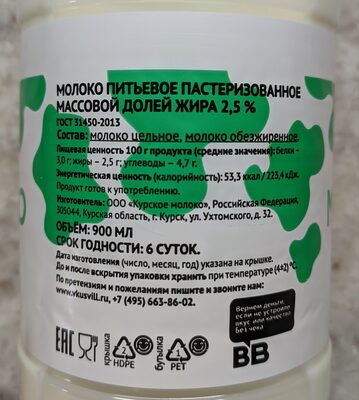 МОЛОКО ПИТЬЕВОЕ ПАСТЕРИЗОВАННОЕ
МАССОВОЙ ДОЛЕЙ ЖИРА 2,5 %
ГОСТ 31450-2013
Состав: молоко цельное, молоко обезжиренное.
Пищевая ценность 100 г продукта (средние значения): белки –
3,0 г; жиры – 2,5 г; углеводы – 4,7 г.
Энергетическая ценность (калорийность): 53,3 ккал / 223,4 кДж.
Продукт готов к употреблению.
Изготовитель: ООО «Курское молоко», Российская Федерация,
305044, Курская область, г. Курск, ул. Ухтомского, д. 32.
ОБЪЁМ: 900 МЛ
СРОК ГОДНОСТИ: 6 СУТОК.
Дата изготовления (число, месяц, год) указана на крышке.
До и после вскрытия упаковки хранить при температуре (4±2) °С.
По претензиям и пожеланиям пишите и звоните нам:
www.vkusvill.ru, +7 (495) 663-86-02.
EAC
крышка
2
HDPE
бутылка
1
PET
Вернем деньги,
если не устроило
вкус или качество
без чека
ВВ